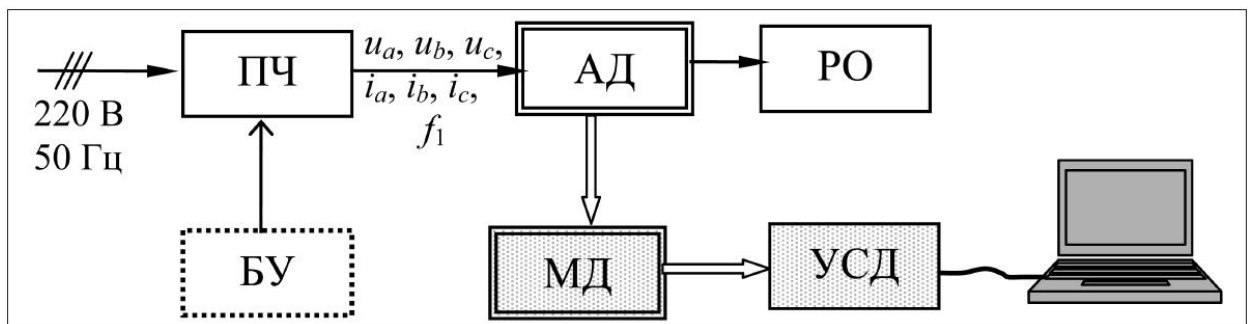 220 В
50 Гц
ПЧ
u_a, u_b, u_c,
i_a, i_b, i_c,
f_1
АД
РО
БУ
МД
УСД